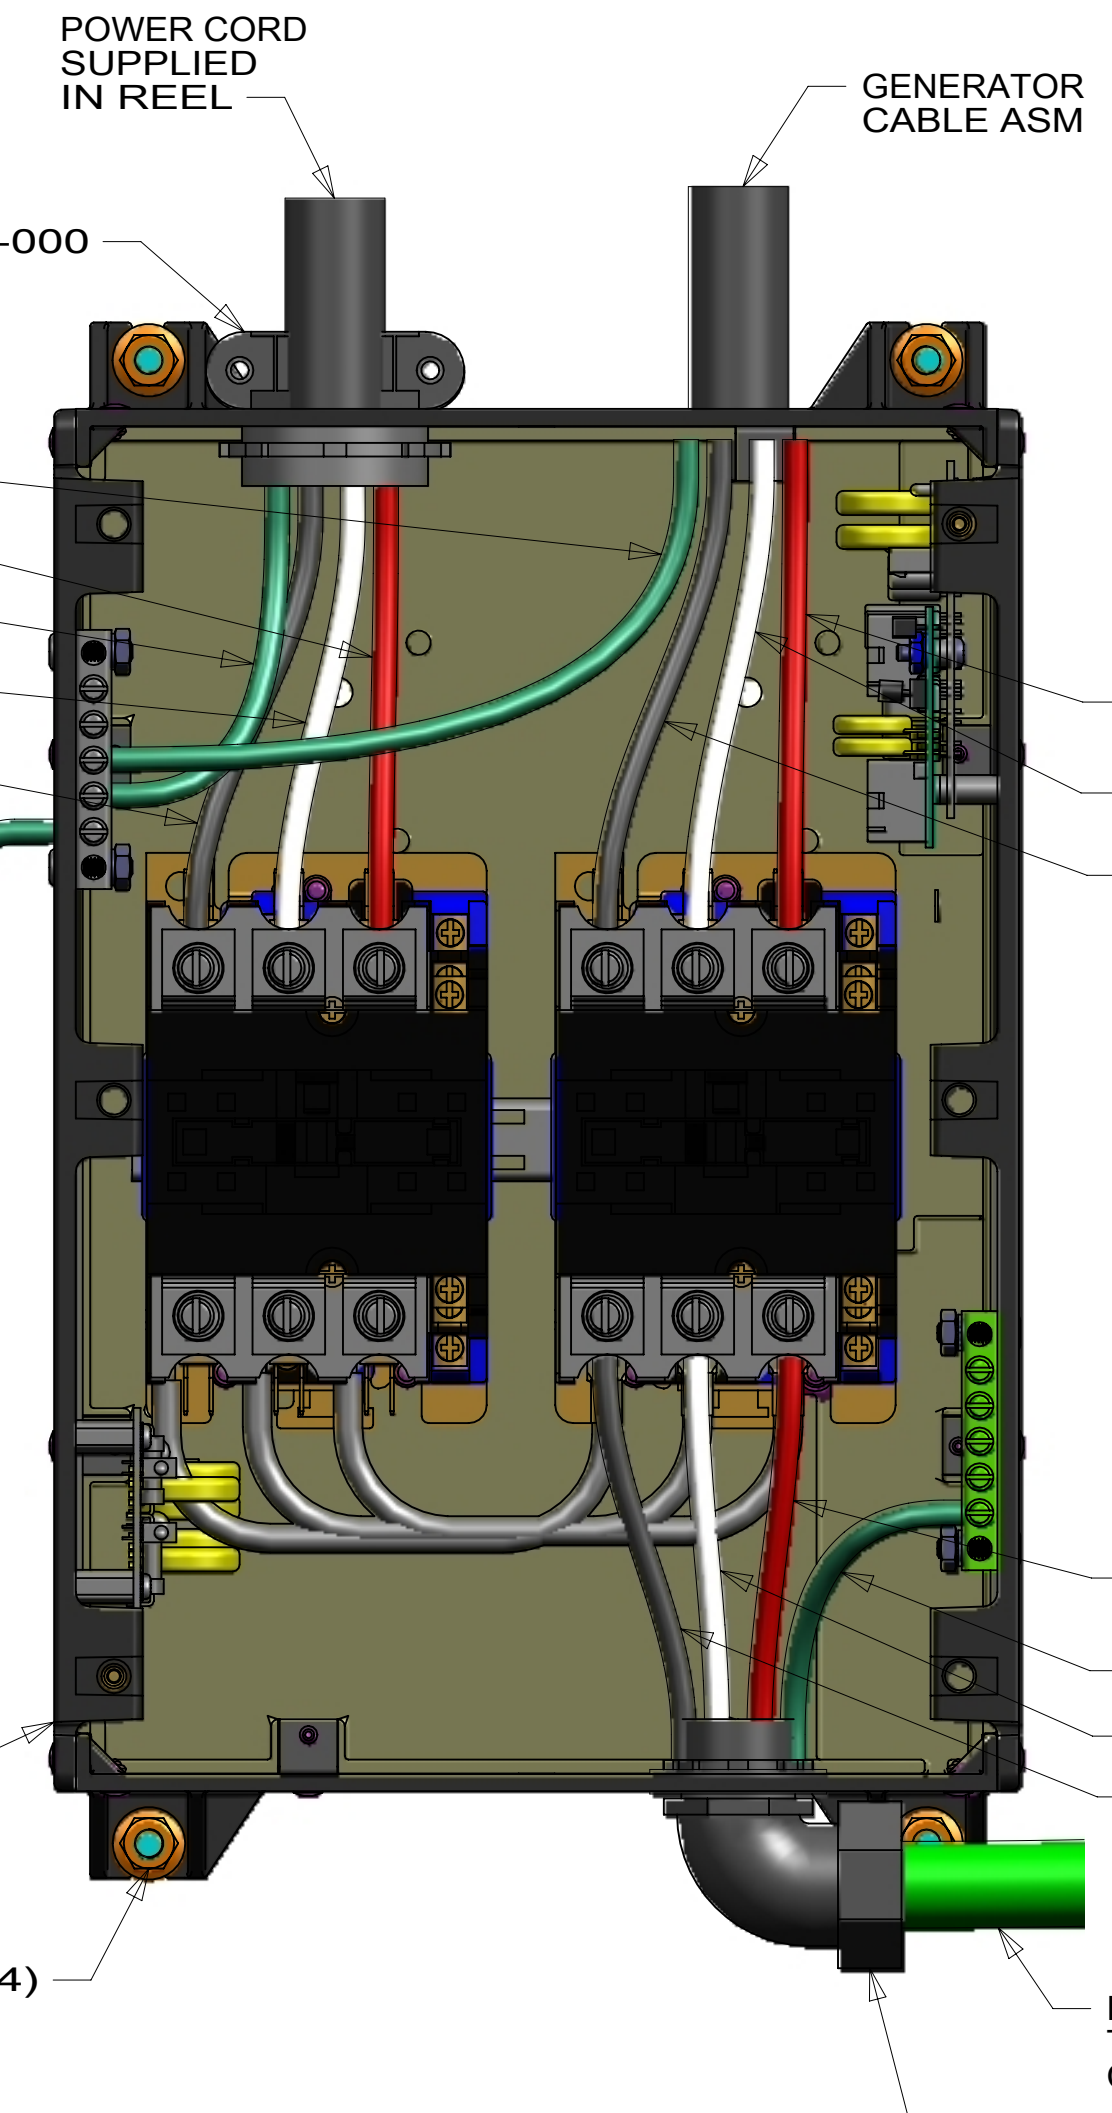 POWER CORD
SUPPLIED
IN REEL
GENERATOR
CABLE ASM
-000
4)